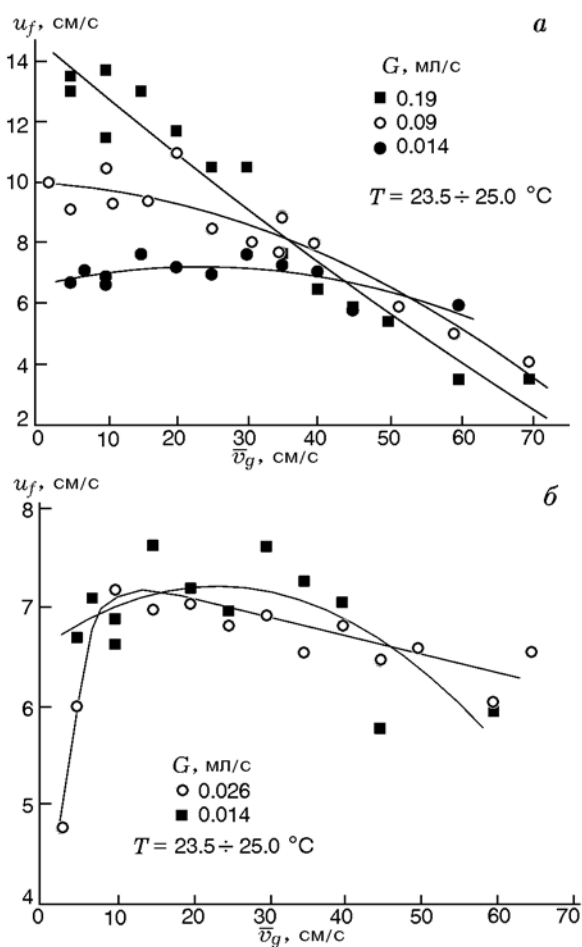 u_f, см/с
а
14
12
10
8
6
4
2
G, мл/с
■ 0.19
○ 0.09
● 0.014
T = 23.5 ÷ 25.0 °C
0 10 20 30 40 50 60 70
v̄_g, см/с
u_f, см/с
б
8
7
6
5
4
G, мл/с
○ 0.026
■ 0.014
T = 23.5 ÷ 25.0 °C
0 10 20 30 40 50 60 70
v̄_g, см/с